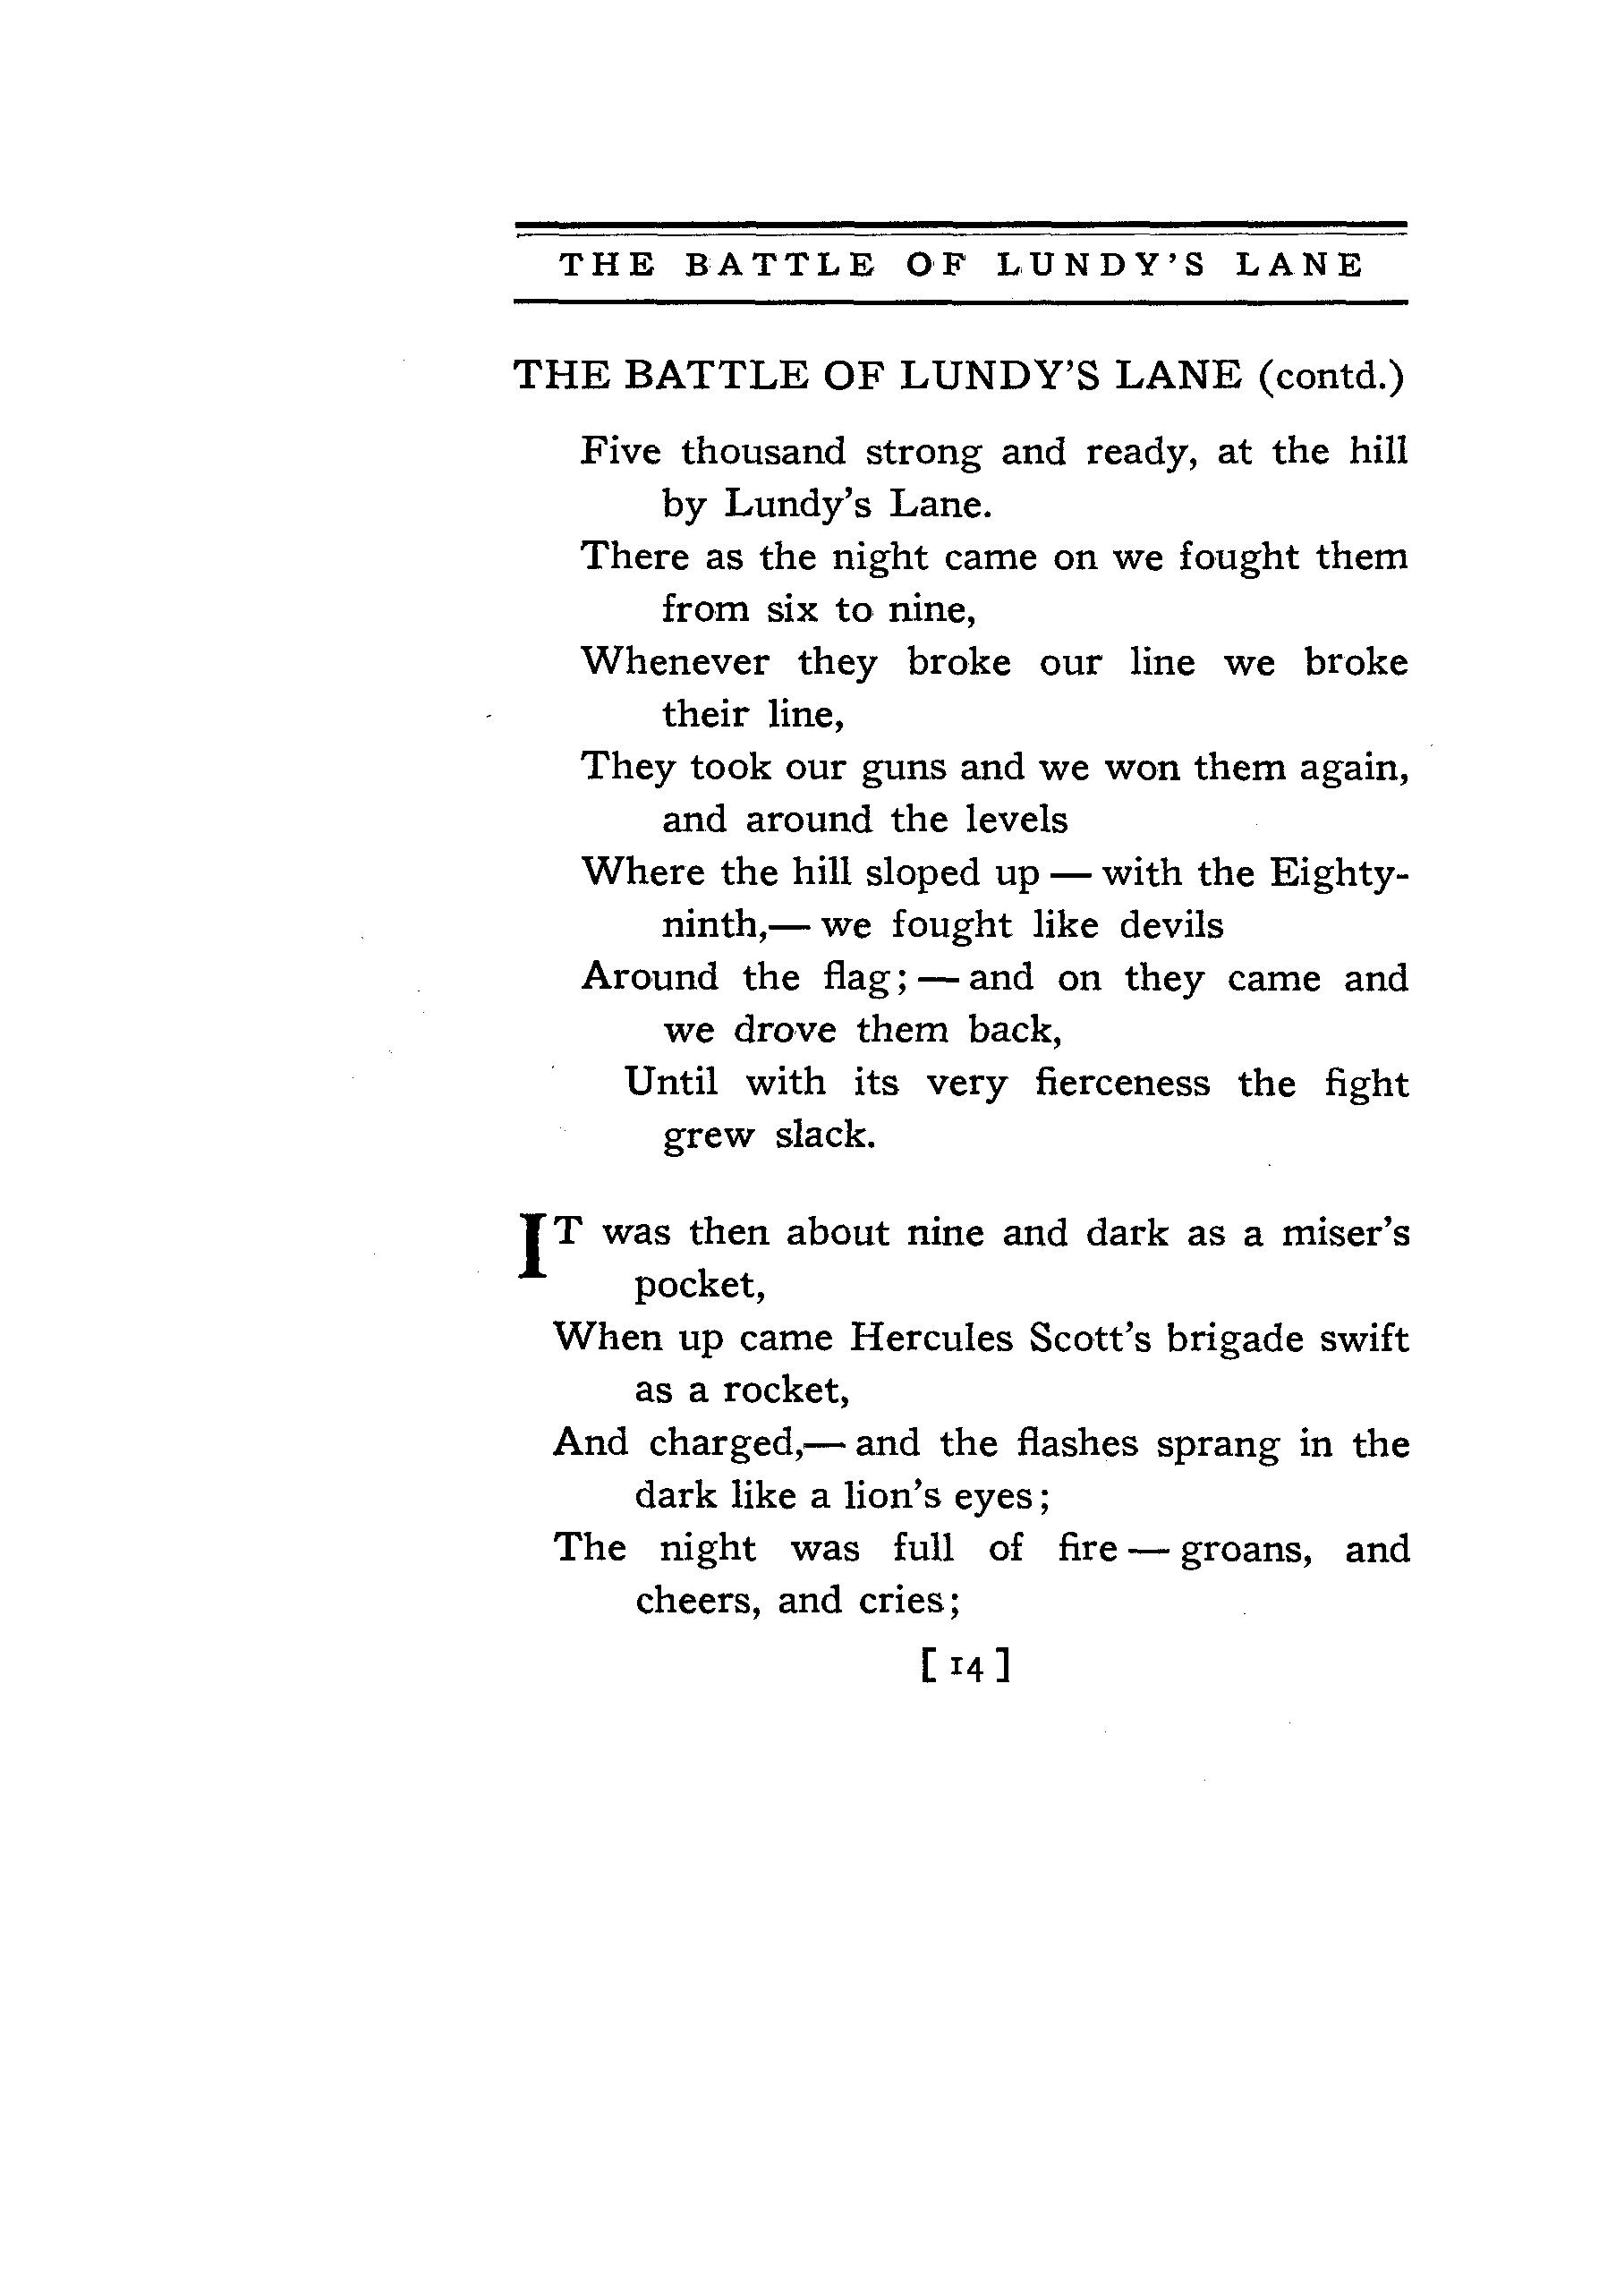 THE BATTLE OF LUNDY'S LANE
THE BATTLE OF LUNDY'S LANE (contd.)
Five thousand strong and ready, at the hill
by Lundy's Lane.
There as the night came on we fought them
from six to nine,
Whenever they broke our line we broke
their line,
They took our guns and we won them again,
and around the levels
Where the hill sloped up — with the Eighty-
ninth,— we fought like devils
Around the flag; — and on they came and
we drove them back,
Until with its very fierceness the fight
grew slack.
IT was then about nine and dark as a miser's
pocket,
When up came Hercules Scott's brigade swift
as a rocket,
And charged,— and the flashes sprang in the
dark like a lion's eyes;
The night was full of fire — groans, and
cheers, and cries;
[ 14 ]